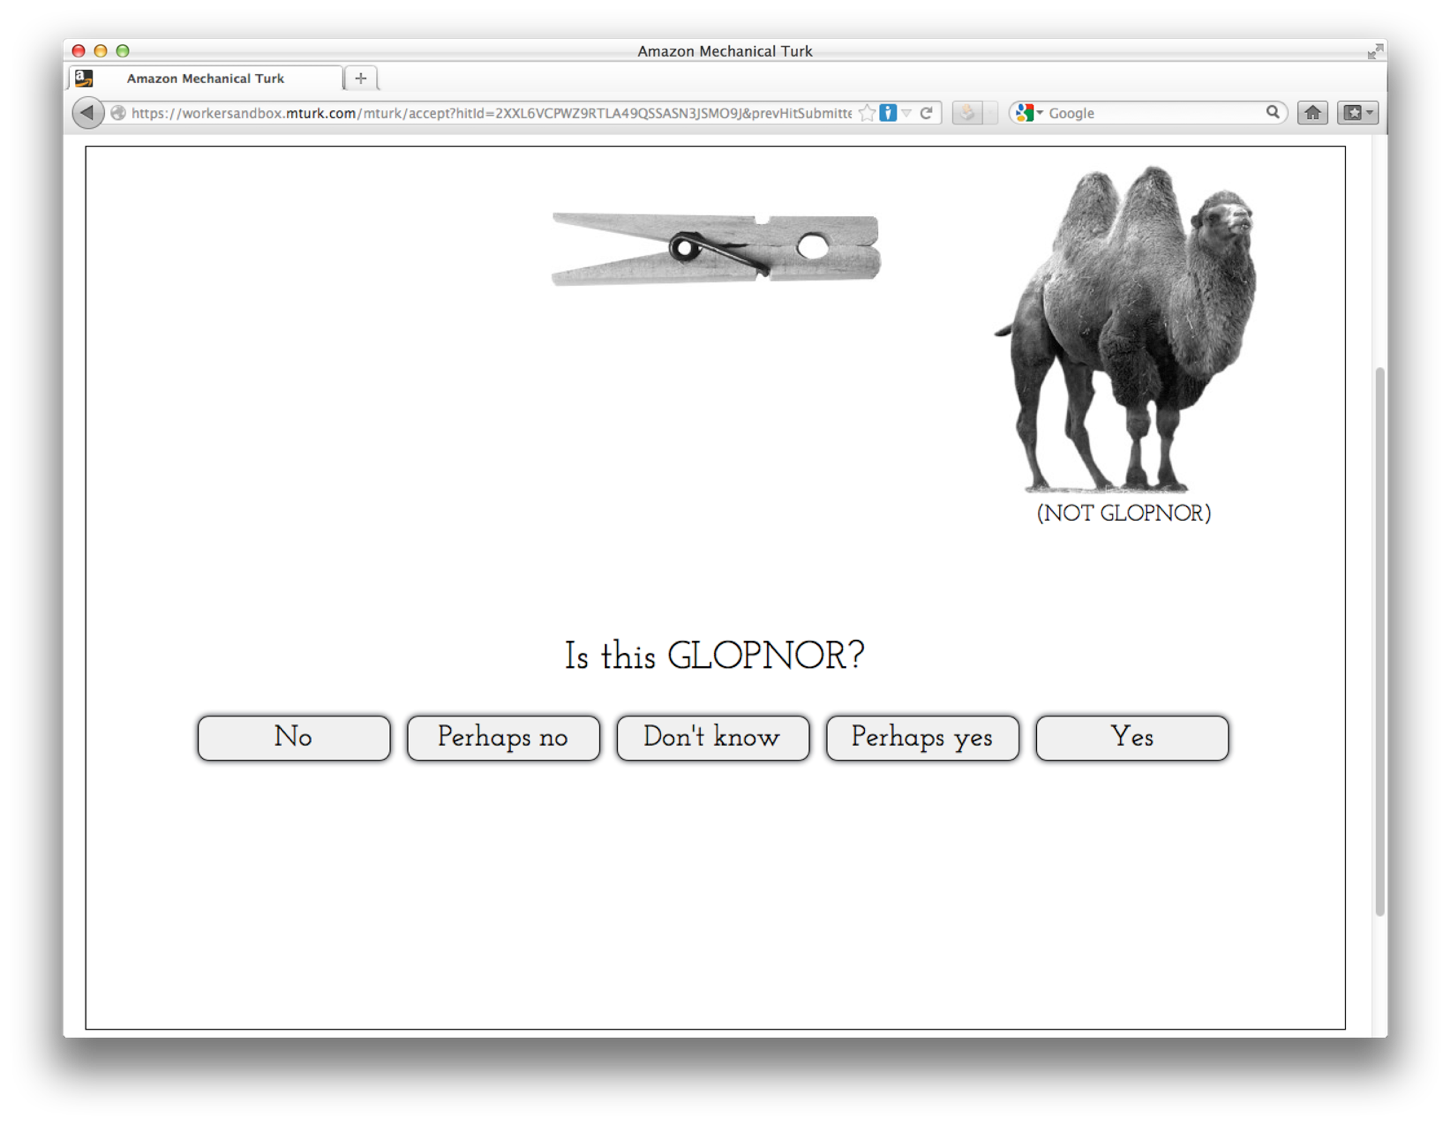 Amazon Mechanical Turk
Amazon Mechanical Turk
https://workersandbox.mturk.com/mturk/accept?hitId=2XXL6VCPWZ9RTLA49QSSASN3JSMO9J&prevHitSubmitte
Google
(NOT GLOPNOR)
Is this GLOPNOR?
No
Perhaps no
Don't know
Perhaps yes
Yes